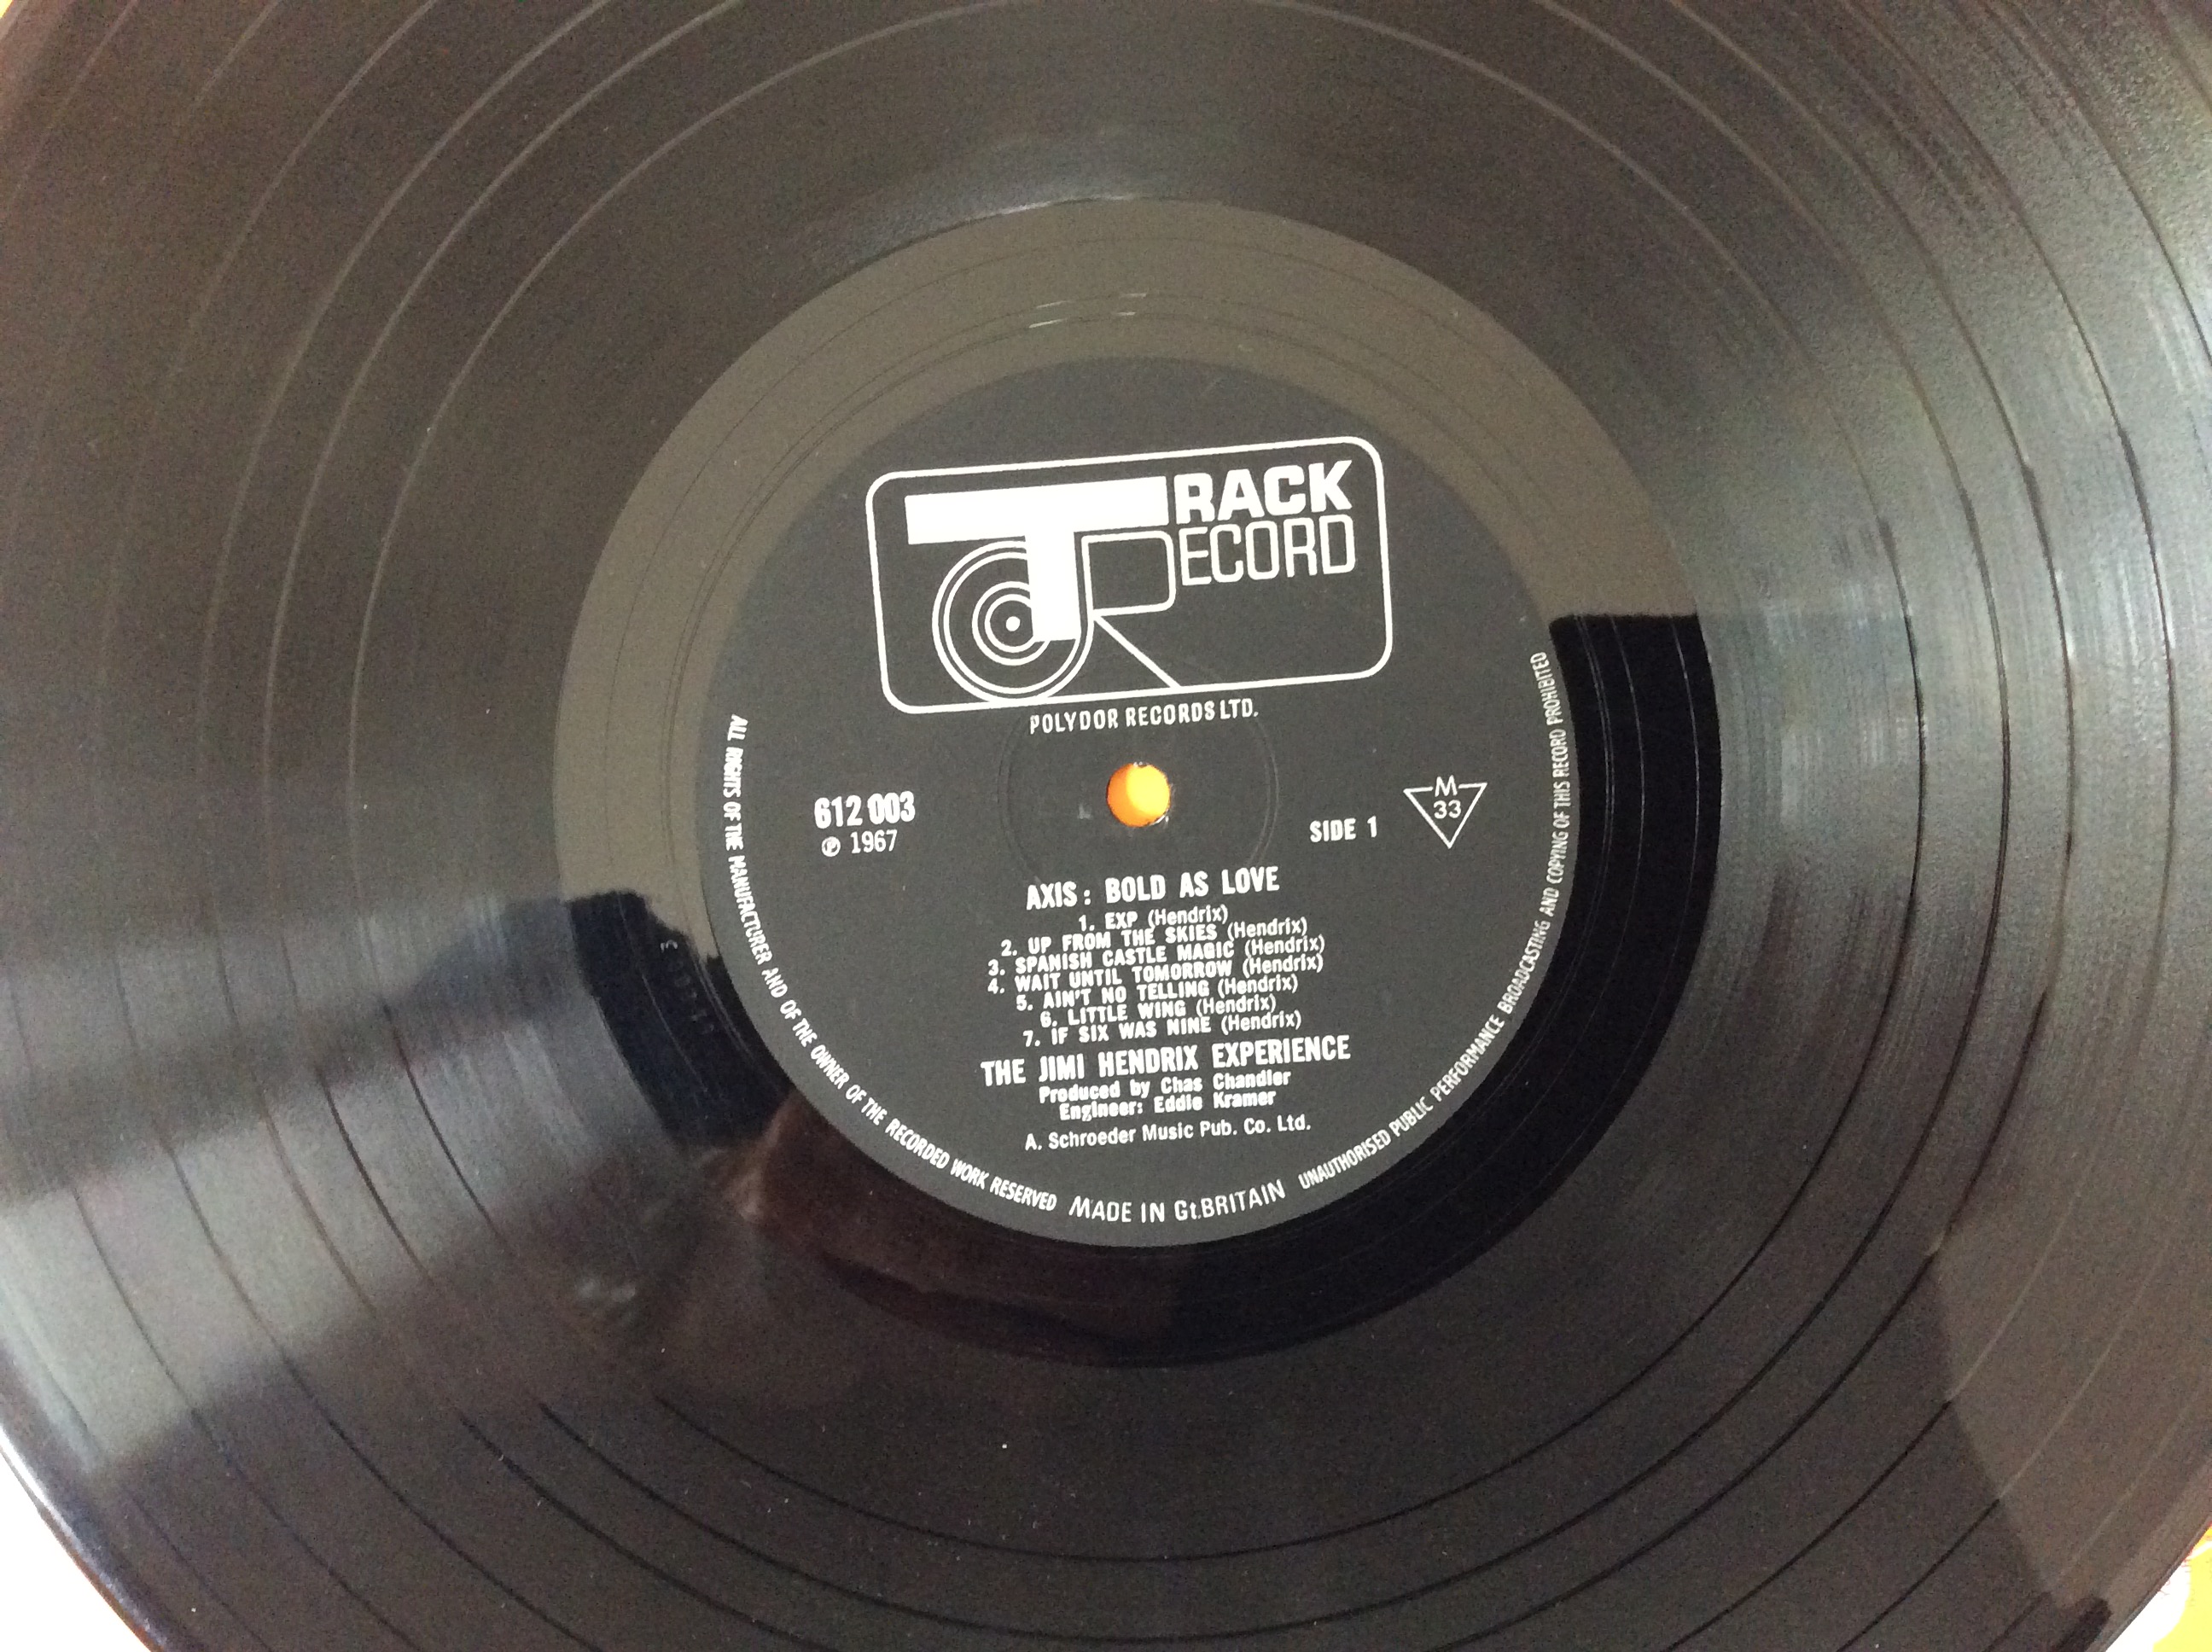 TRACK
RECORD
POLYDOR RECORDS LTD.
612 003
℗ 1967
SIDE 1
M
33
AXIS: BOLD AS LOVE
1. EXP (Hendrix)
2. UP FROM THE SKIES (Hendrix)
3. SPANISH CASTLE MAGIC (Hendrix)
4. WAIT UNTIL TOMORROW (Hendrix)
5. AIN'T NO TELLING (Hendrix)
6. LITTLE WING (Hendrix)
7. IF SIX WAS NINE (Hendrix)
THE JIMI HENDRIX EXPERIENCE
Produced by Chas Chandler
Engineer: Eddie Kramer
A. Schroeder Music Pub. Co. Ltd.
ALL RIGHTS OF THE MANUFACTURER AND OF THE OWNER OF THE RECORDED WORK RESERVED MADE IN Gt.BRITAIN UNAUTHORISED PUBLIC PERFORMANCE BROADCASTING AND COPYING OF THIS RECORD PROHIBITED